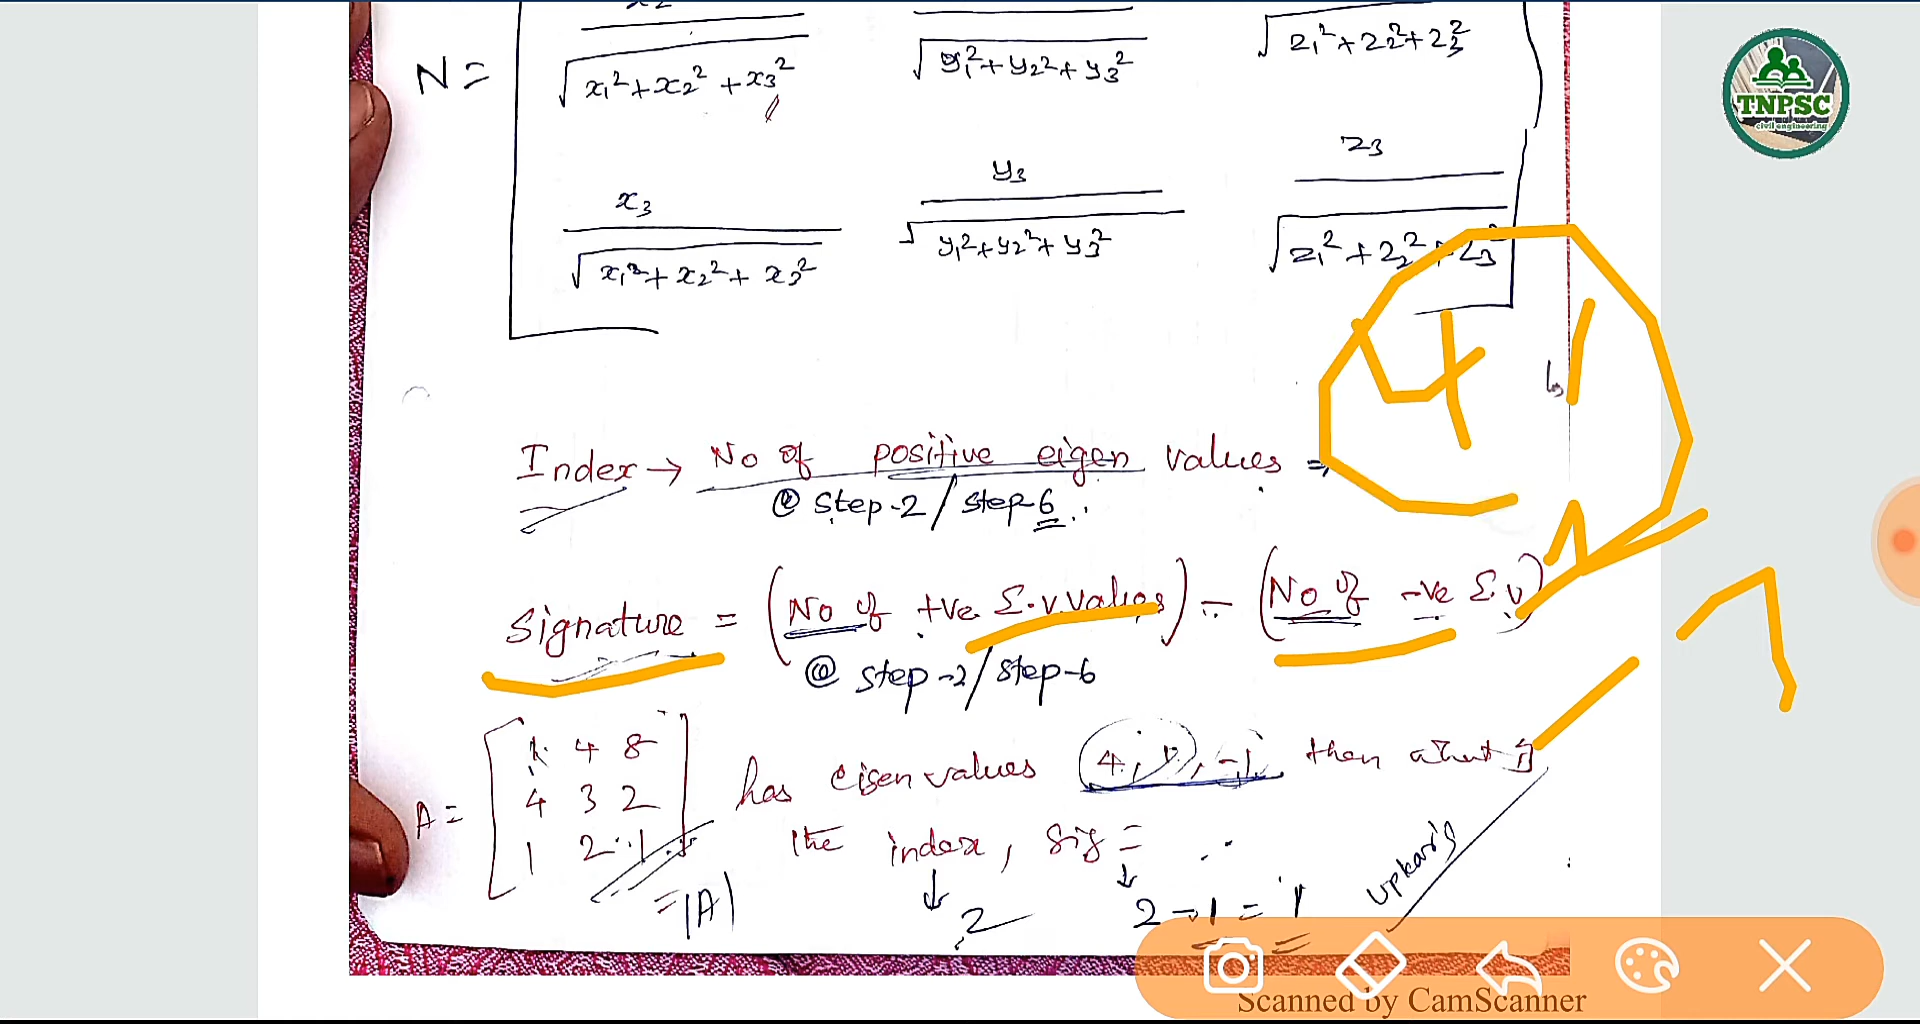 N =
√x₁²+x₂²+x₃²
√y₁²+y₂²+y₃²
√z₁²+z₂²+z₃²
x₃
√x₁²+x₂²+x₃²
y₃
√y₁²+y₂²+y₃²
z₃
√z₁²+z₂²+z₃²
TNPSC
civil engineering
4 1
Index → No of positive eigen values =
@ step-2/step-6
Signature = (No of +ve Σ.v.values) - (No of -ve Σ.v)
@ step-2/step-6
A = 4 8
4 3 2
1 2 1
has eigen values 4, 1, -1 then what is
the index, sig =
= |A|
2
2 - 1 = 1
upkar's
Scanned by CamScanner